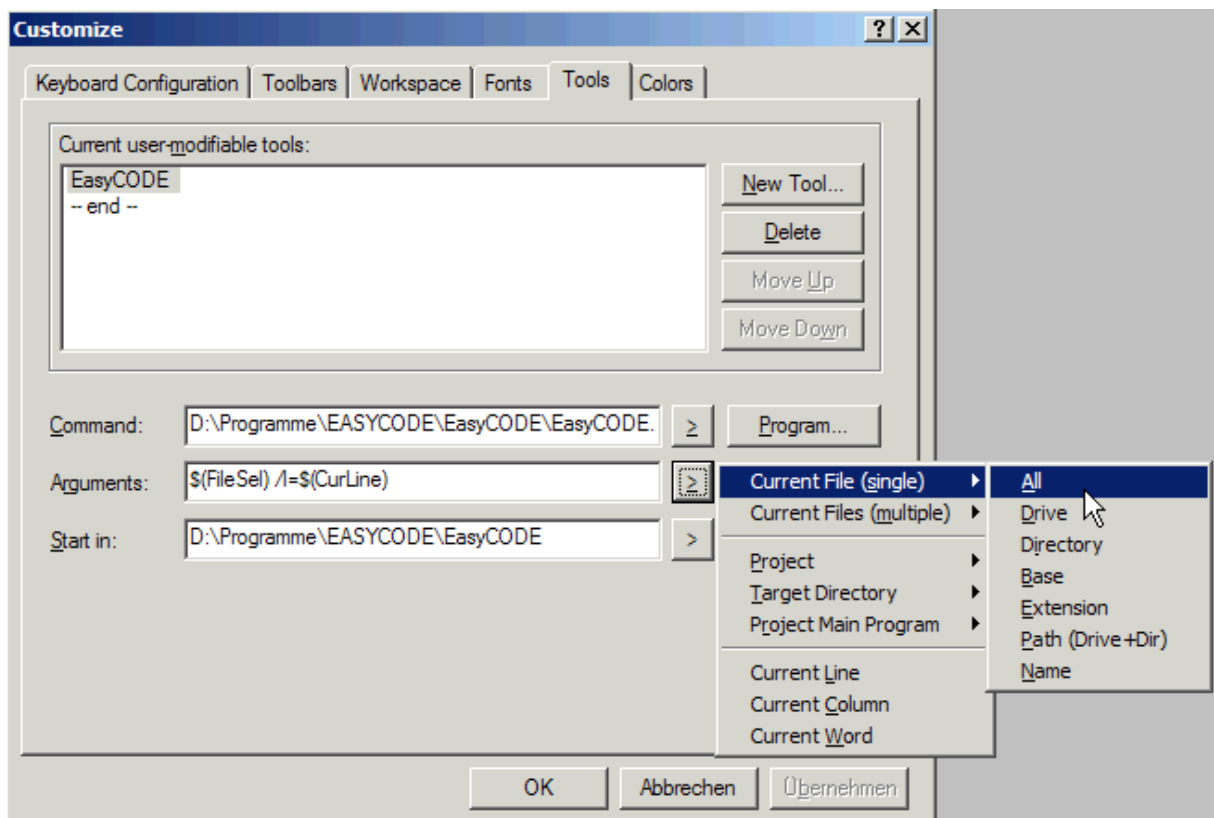 Customize
Keyboard Configuration Toolbars Workspace Fonts Tools Colors
Current user-modifiable tools:
EasyCODE
-- end --
New Tool...
Delete
Move Up
Move Down
Command: D:\Programme\EASYCODE\EasyCODE\EasyCODE. > Program...
Arguments: $(FileSel) /l=$(CurLine) >
Start in: D:\Programme\EASYCODE\EasyCODE >
Current File (single)
Current Files (multiple)
Project
Target Directory
Project Main Program
Current Line
Current Column
Current Word
All
Drive
Directory
Base
Extension
Path (Drive+Dir)
Name
OK Abbrechen Übernehmen